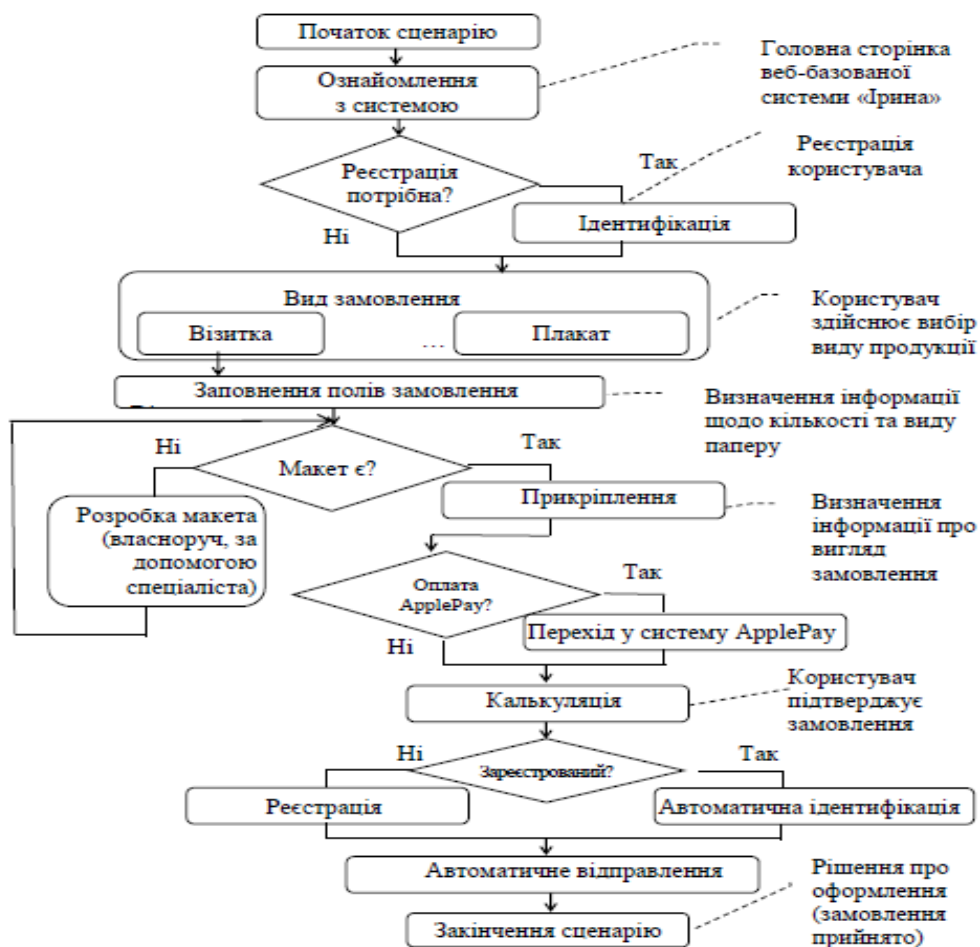 Початок сценарію
Ознайомлення
з системою
Головна сторінка
веб-базованої
системи «Ірина»
Реєстрація
потрібна?
Так
Реєстрація
користувача
Ідентифікація
Ні
Вид замовлення
Візитка
...
Плакат
Користувач
здійснює вибір
виду продукції
Заповнення полів замовлення
Визначення інформації
щодо кількості та виду
паперу
Ні
Макет є?
Так
Прикріплення
Розробка макета
(власноруч, за
допомогою
спеціаліста)
Визначення
інформації про
вигляд
замовлення
Оплата
ApplePay?
Так
Перехід у систему ApplePay
Ні
Калькуляція
Користувач
підтверджує
замовлення
Ні
Зареєстрований?
Так
Реєстрація
Автоматична ідентифікація
Автоматичне відправлення
Закінчення сценарію
Рішення про
оформлення
(замовлення
прийнято)